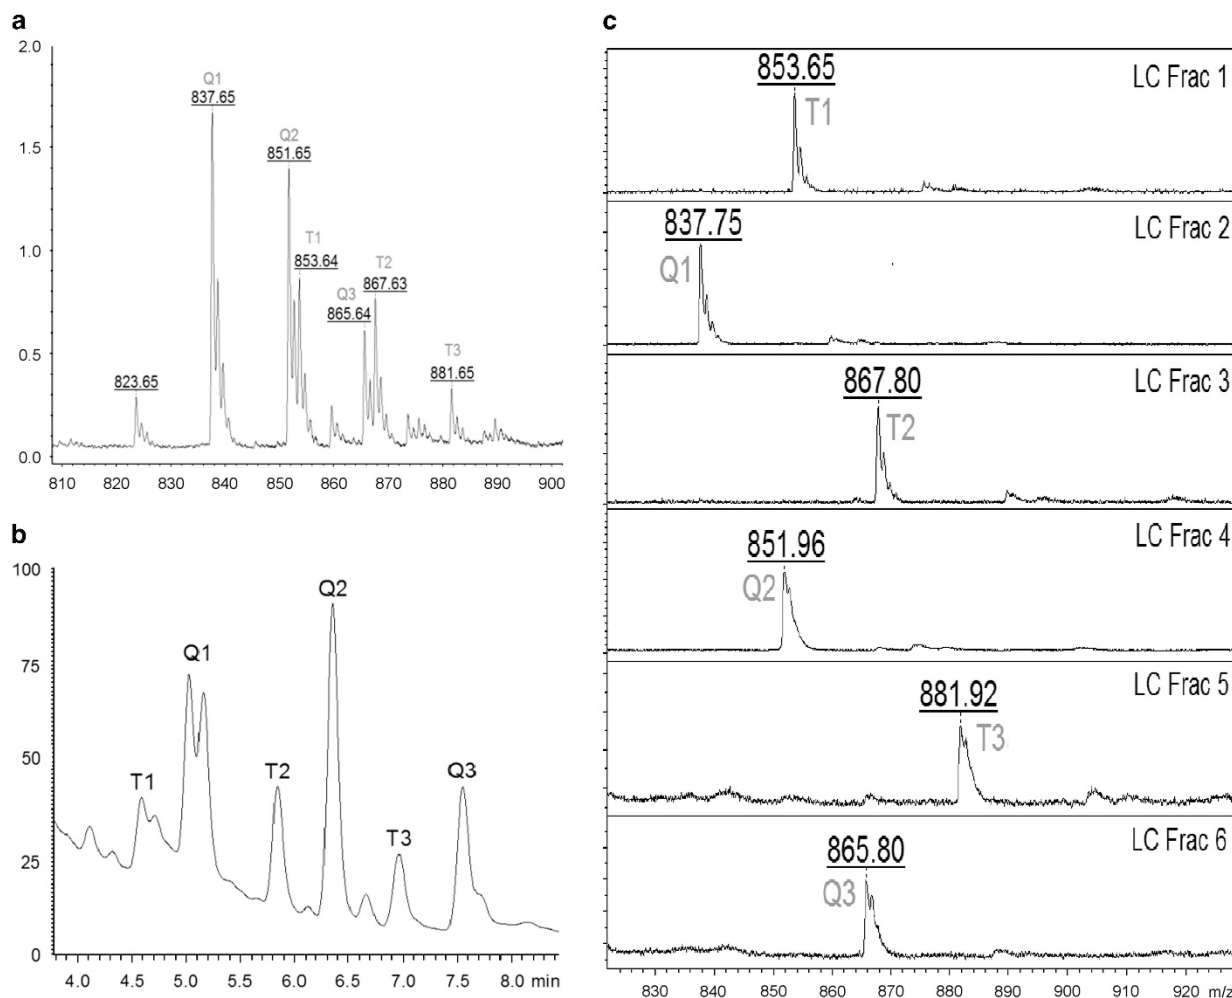 a
2.0
1.5
1.0
0.5
0.0
Q1
837.65
Q2
851.65
T1
853.64
T2
867.63
Q3
865.64
T3
881.65
823.65
810 820 830 840 850 860 870 880 890 900
b
100
75
50
25
0
T1
Q1
T2
Q2
T3
Q3
4.0 4.5 5.0 5.5 6.0 6.5 7.0 7.5 8.0 min
c
853.65
T1
LC Frac 1
837.75
Q1
LC Frac 2
867.80
T2
LC Frac 3
851.96
Q2
LC Frac 4
881.92
T3
LC Frac 5
865.80
Q3
LC Frac 6
830 840 850 860 870 880 890 900 910 920 m/z